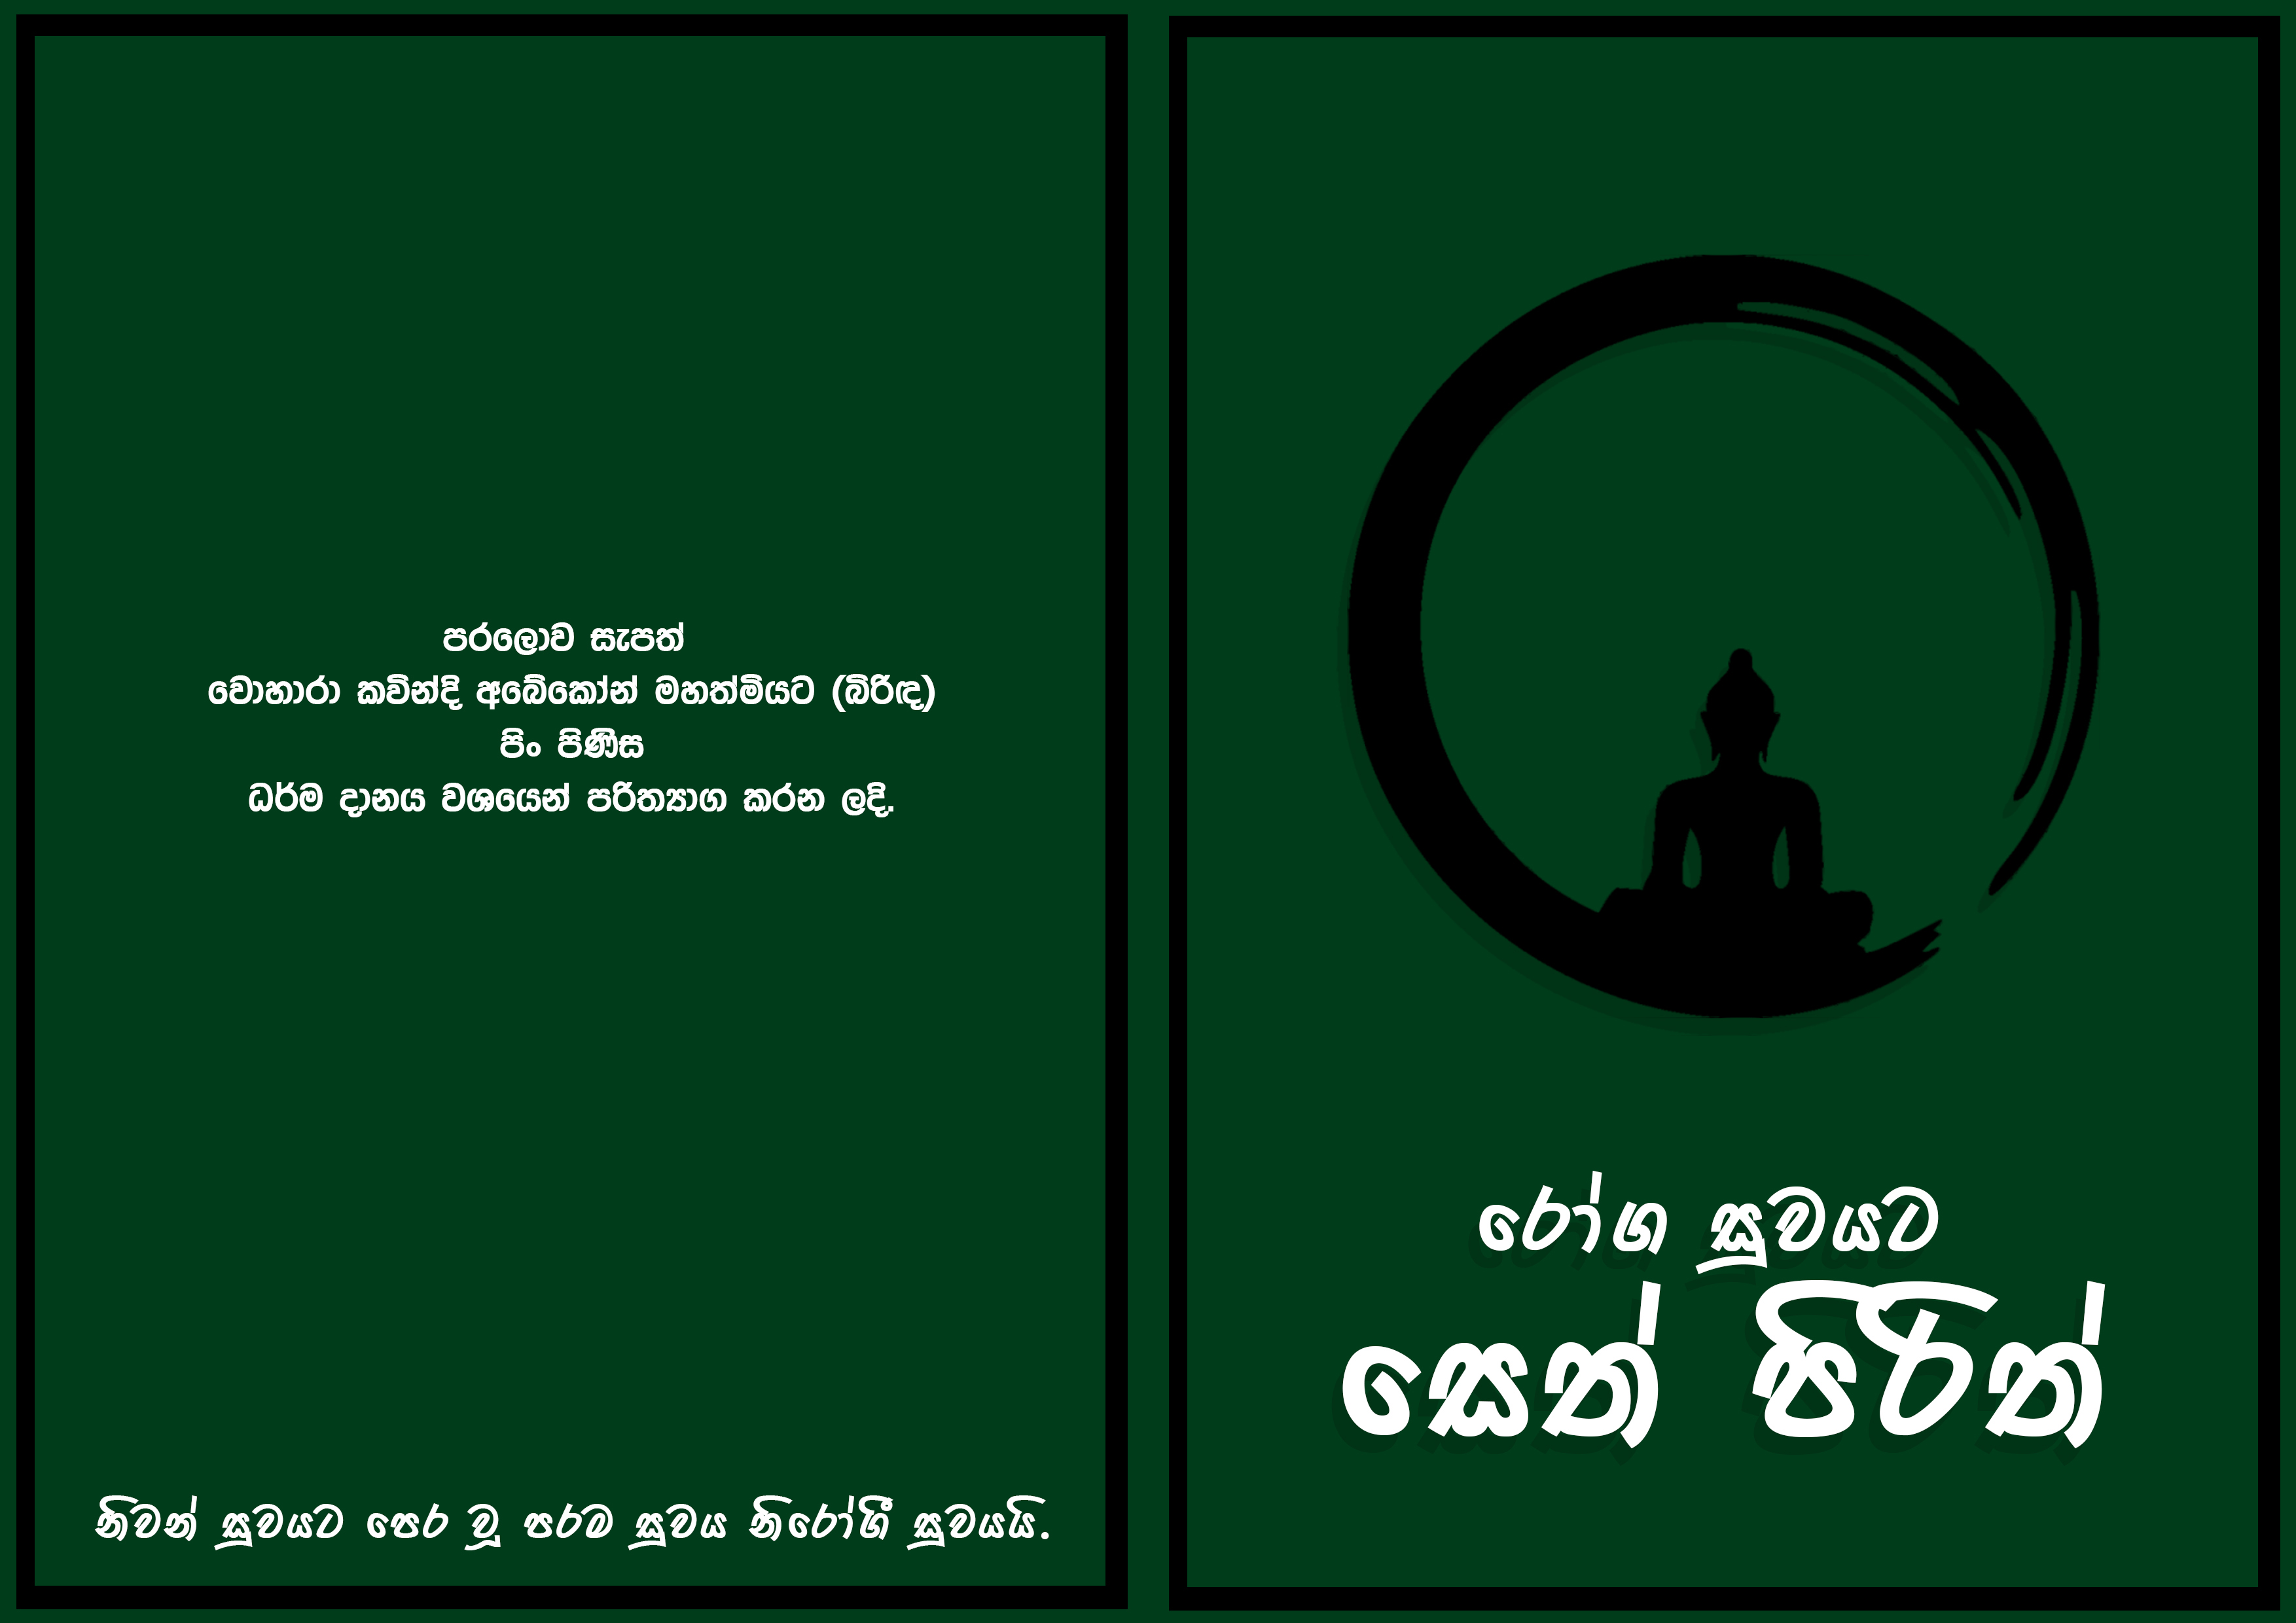 පරලොව සැපත්
වොහාරා කවින්දි අබේකෝන් මහත්මියට (බිරිඳ)
පිං පිණිස
ධර්ම දානය වශයෙන් පරිත්‍යාග කරන ලදි.
නිවන් සුවයට පෙර වූ පරම සුවය නිරෝගී සුවයයි.
රෝග සුවයට
සෙත් පිරිත්